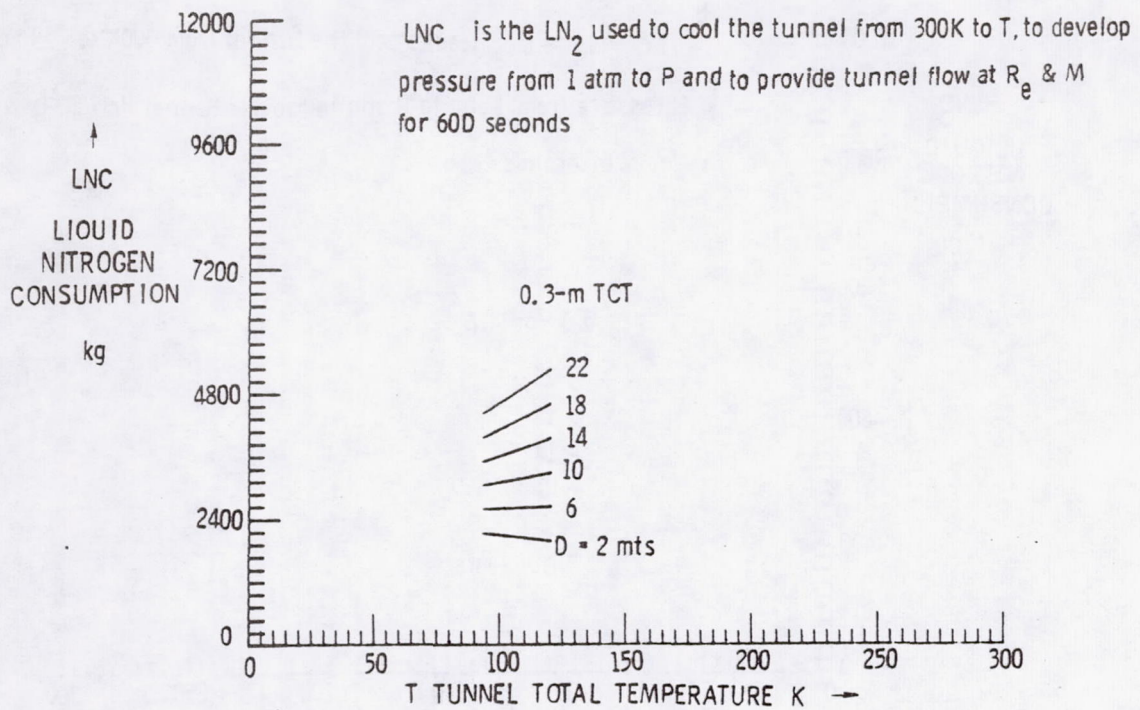 12000
LNC is the LN2 used to cool the tunnel from 300K to T, to develop
pressure from 1 atm to P and to provide tunnel flow at Re & M
for 60D seconds
9600
LNC
LIQUID
NITROGEN
CONSUMPTION
kg
7200
0.3-m TCT
22
4800
18
14
10
6
2400
D = 2 mts
0
0 50 100 150 200 250 300
T TUNNEL TOTAL TEMPERATURE K →